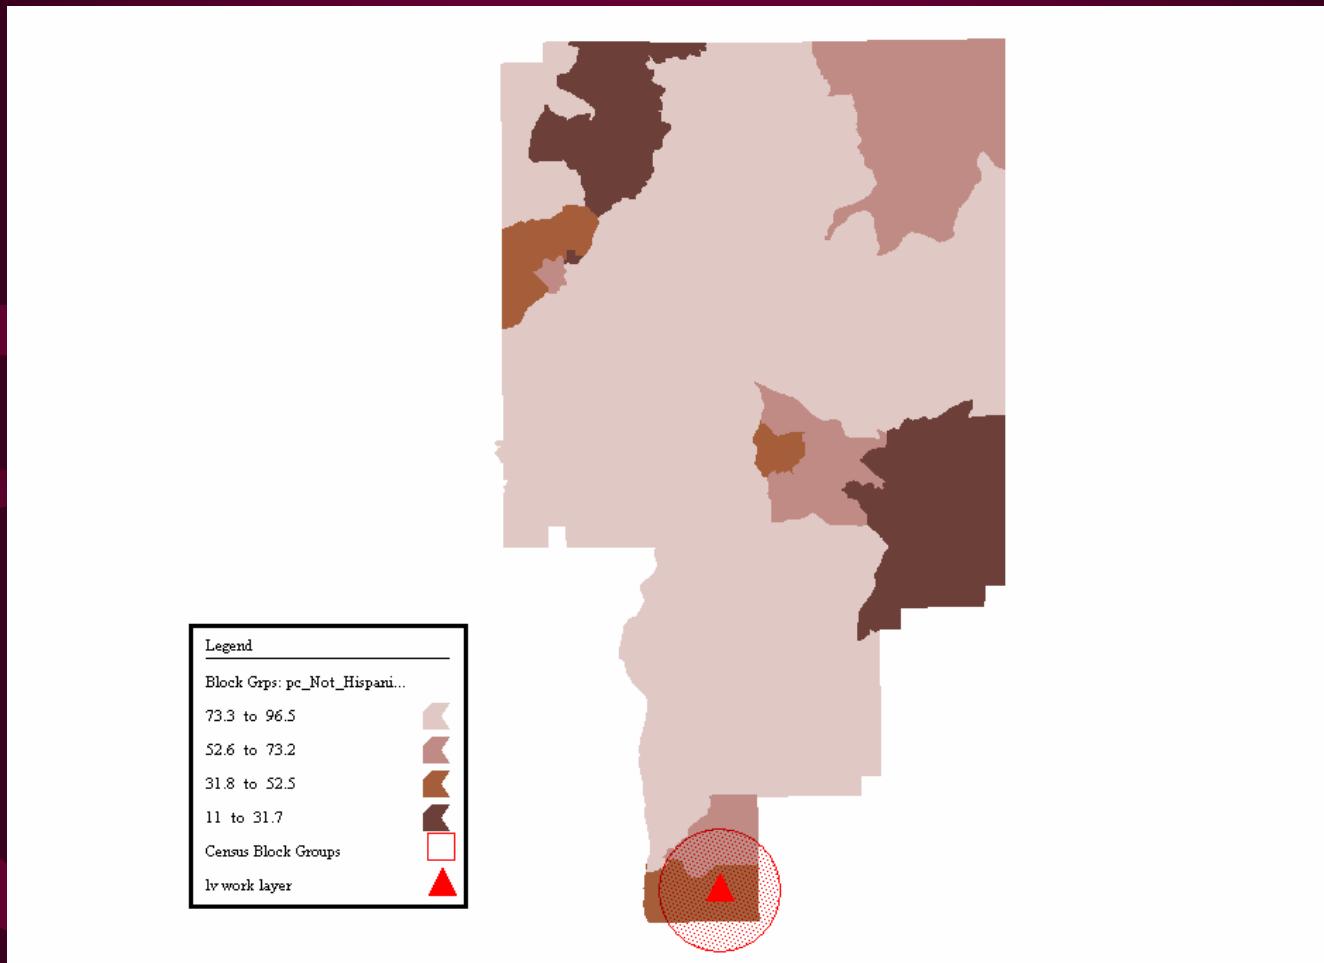 Legend
Block Grps: pc_Not_Hispani...
73.3 to 96.5
52.6 to 73.2
31.8 to 52.5
11 to 31.7
Census Block Groups
lv work layer